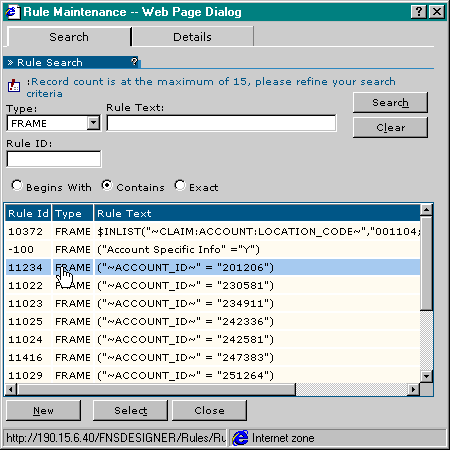 Rule Maintenance -- Web Page Dialog
Search Details
» Rule Search ?
:Record count is at the maximum of 15, please refine your search
criteria
Type: Rule Text: Search
FRAME
Clear
Rule ID:
Begins With Contains Exact
Rule Id Type Rule Text
10372 FRAME $INLIST("~CLAIM:ACCOUNT:LOCATION_CODE~","001104;
-100 FRAME ("Account Specific Info" ="Y")
11234 FRAME ("~ACCOUNT_ID~" = "201206")
11022 FRAME ("~ACCOUNT_ID~" = "230581")
11023 FRAME ("~ACCOUNT_ID~" = "234911")
11025 FRAME ("~ACCOUNT_ID~" = "242336")
11024 FRAME ("~ACCOUNT_ID~" = "242581")
11416 FRAME ("~ACCOUNT_ID~" = "247383")
11029 FRAME ("~ACCOUNT_ID~" = "251264")
New Select Close
http://190.15.6.40/FNSDESIGNER/Rules/Ru Internet zone